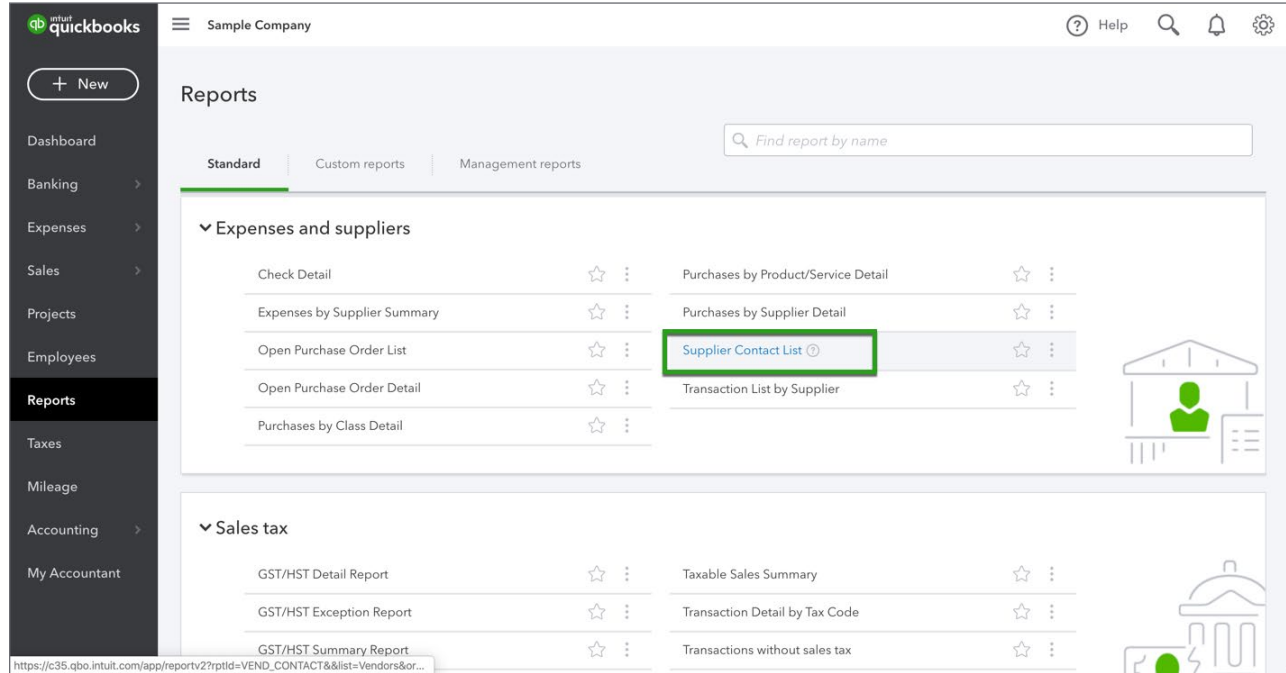 intuit
quickbooks
Sample Company
Help
+ New
Reports
Find report by name
Standard
Custom reports
Management reports
Dashboard
Banking
Expenses
Sales
Projects
Employees
Reports
Taxes
Mileage
Accounting
My Accountant
Expenses and suppliers
Check Detail
Purchases by Product/Service Detail
Expenses by Supplier Summary
Purchases by Supplier Detail
Open Purchase Order List
Supplier Contact List
Open Purchase Order Detail
Transaction List by Supplier
Purchases by Class Detail
Sales tax
GST/HST Detail Report
Taxable Sales Summary
GST/HST Exception Report
Transaction Detail by Tax Code
GST/HST Summary Report
Transactions without sales tax
https://c35.qbo.intuit.com/app/reportv2?rptId=VEND_CONTACT&&list=Vendors&or...